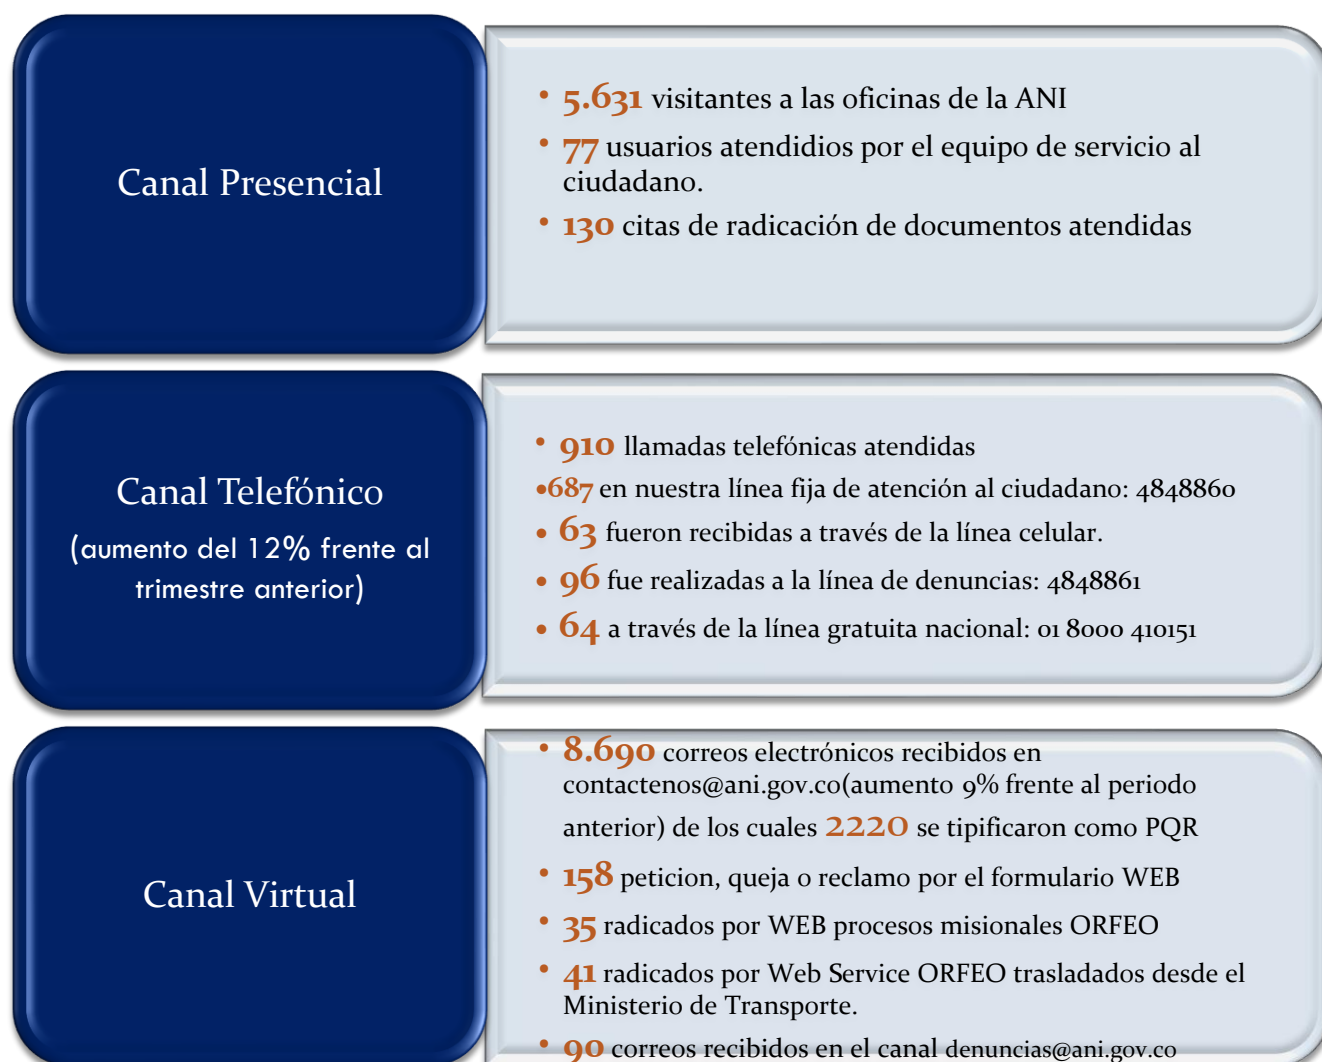 Canal Presencial
• 5.631 visitantes a las oficinas de la ANI
• 77 usuarios atendidios por el equipo de servicio al
ciudadano.
• 130 citas de radicación de documentos atendidas
Canal Telefónico
(aumento del 12% frente al
trimestre anterior)
• 910 llamadas telefónicas atendidas
•687 en nuestra línea fija de atención al ciudadano: 4848860
• 63 fueron recibidas a través de la línea celular.
• 96 fue realizadas a la línea de denuncias: 4848861
• 64 a través de la línea gratuita nacional: 01 8000 410151
Canal Virtual
• 8.690 correos electrónicos recibidos en
contactenos@ani.gov.co(aumento 9% frente al periodo
anterior) de los cuales 2220 se tipificaron como PQR
• 158 peticion, queja o reclamo por el formulario WEB
• 35 radicados por WEB procesos misionales ORFEO
• 41 radicados por Web Service ORFEO trasladados desde el
Ministerio de Transporte.
• 90 correos recibidos en el canal denuncias@ani.gov.co